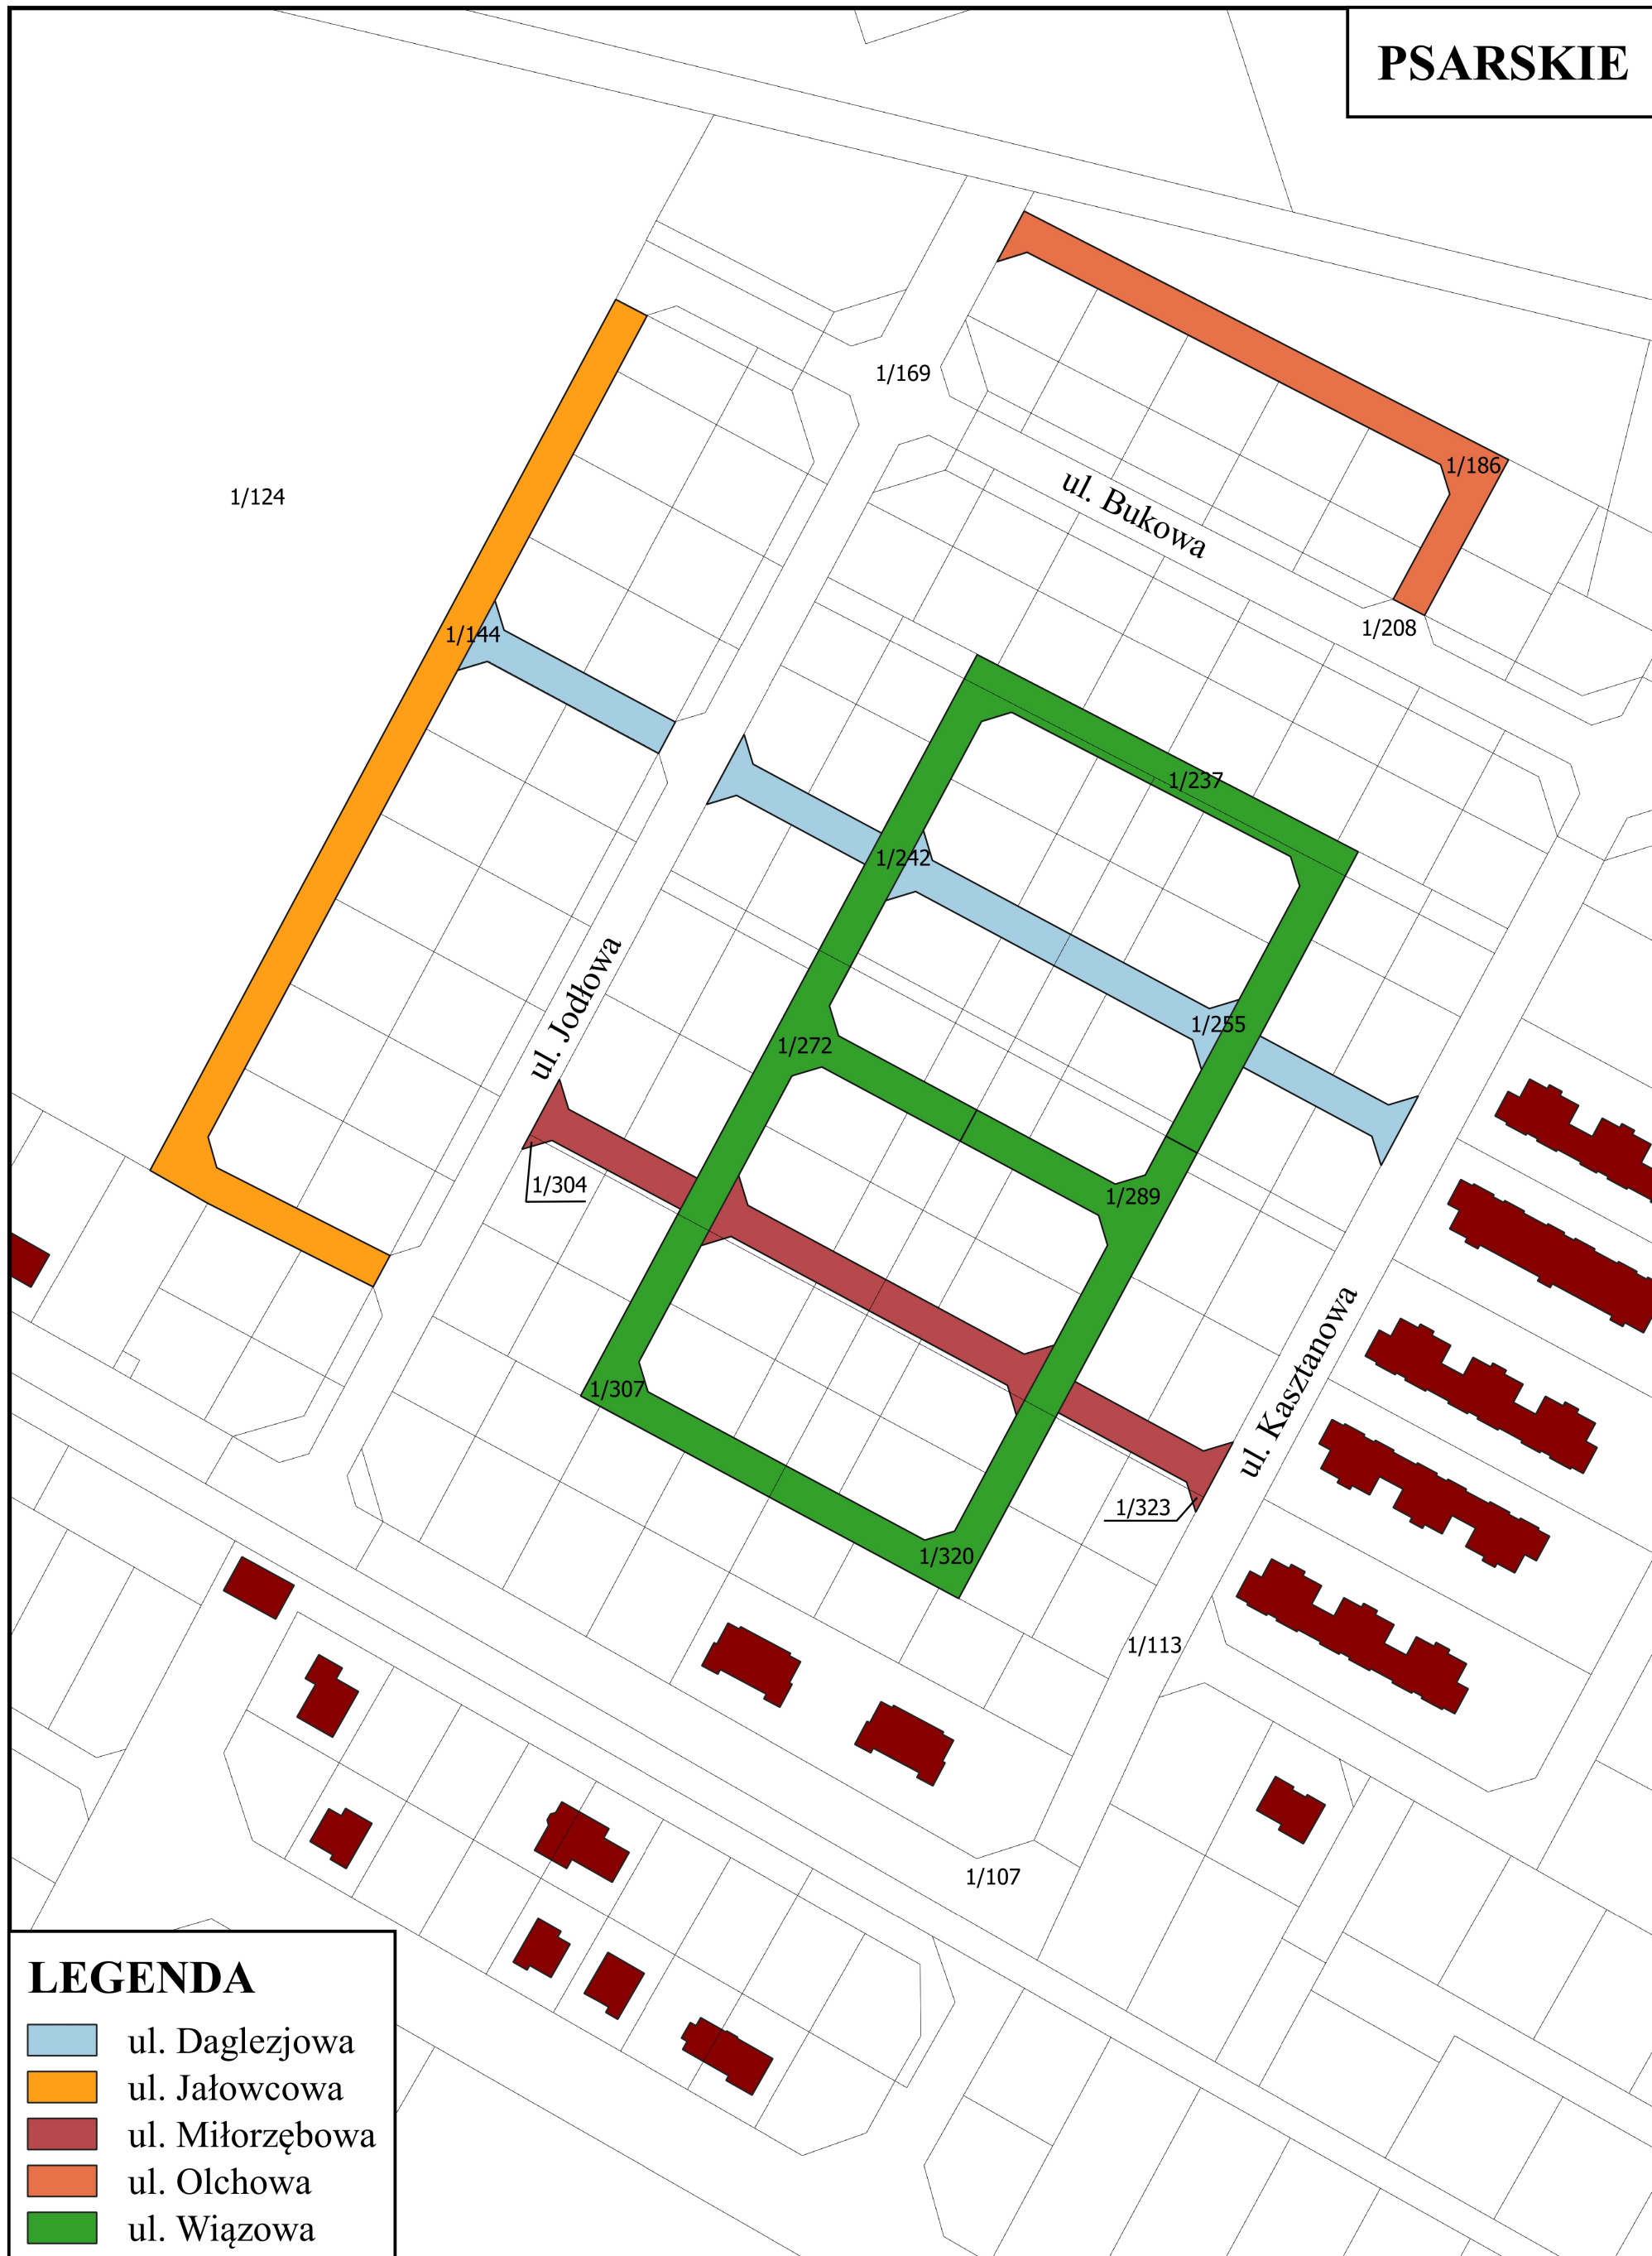 PSARSKIE
1/169
1/186
1/124
ul. Bukowa
1/208
1/144
1/237
1/242
1/255
ul. Jodłowa
1/272
1/304
1/289
ul. Kasztanowa
1/307
1/323
1/320
1/113
1/107
LEGENDA
ul. Daglezjowa
ul. Jałowcowa
ul. Miłorzębowa
ul. Olchowa
ul. Wiązowa